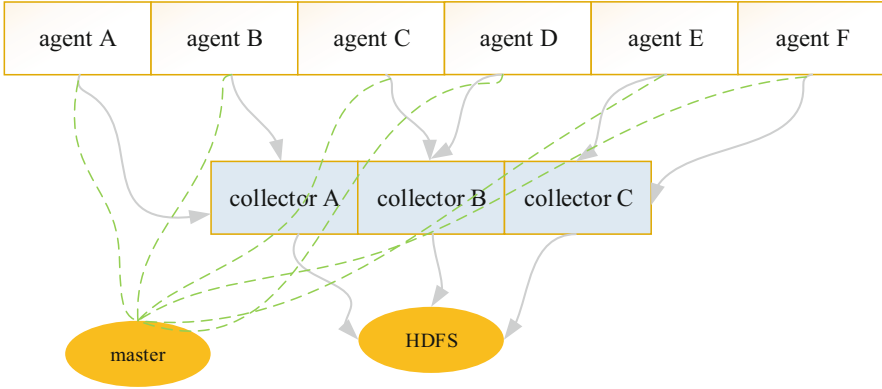 agent A
agent B
agent C
agent D
agent E
agent F
collector A
collector B
collector C
master
HDFS